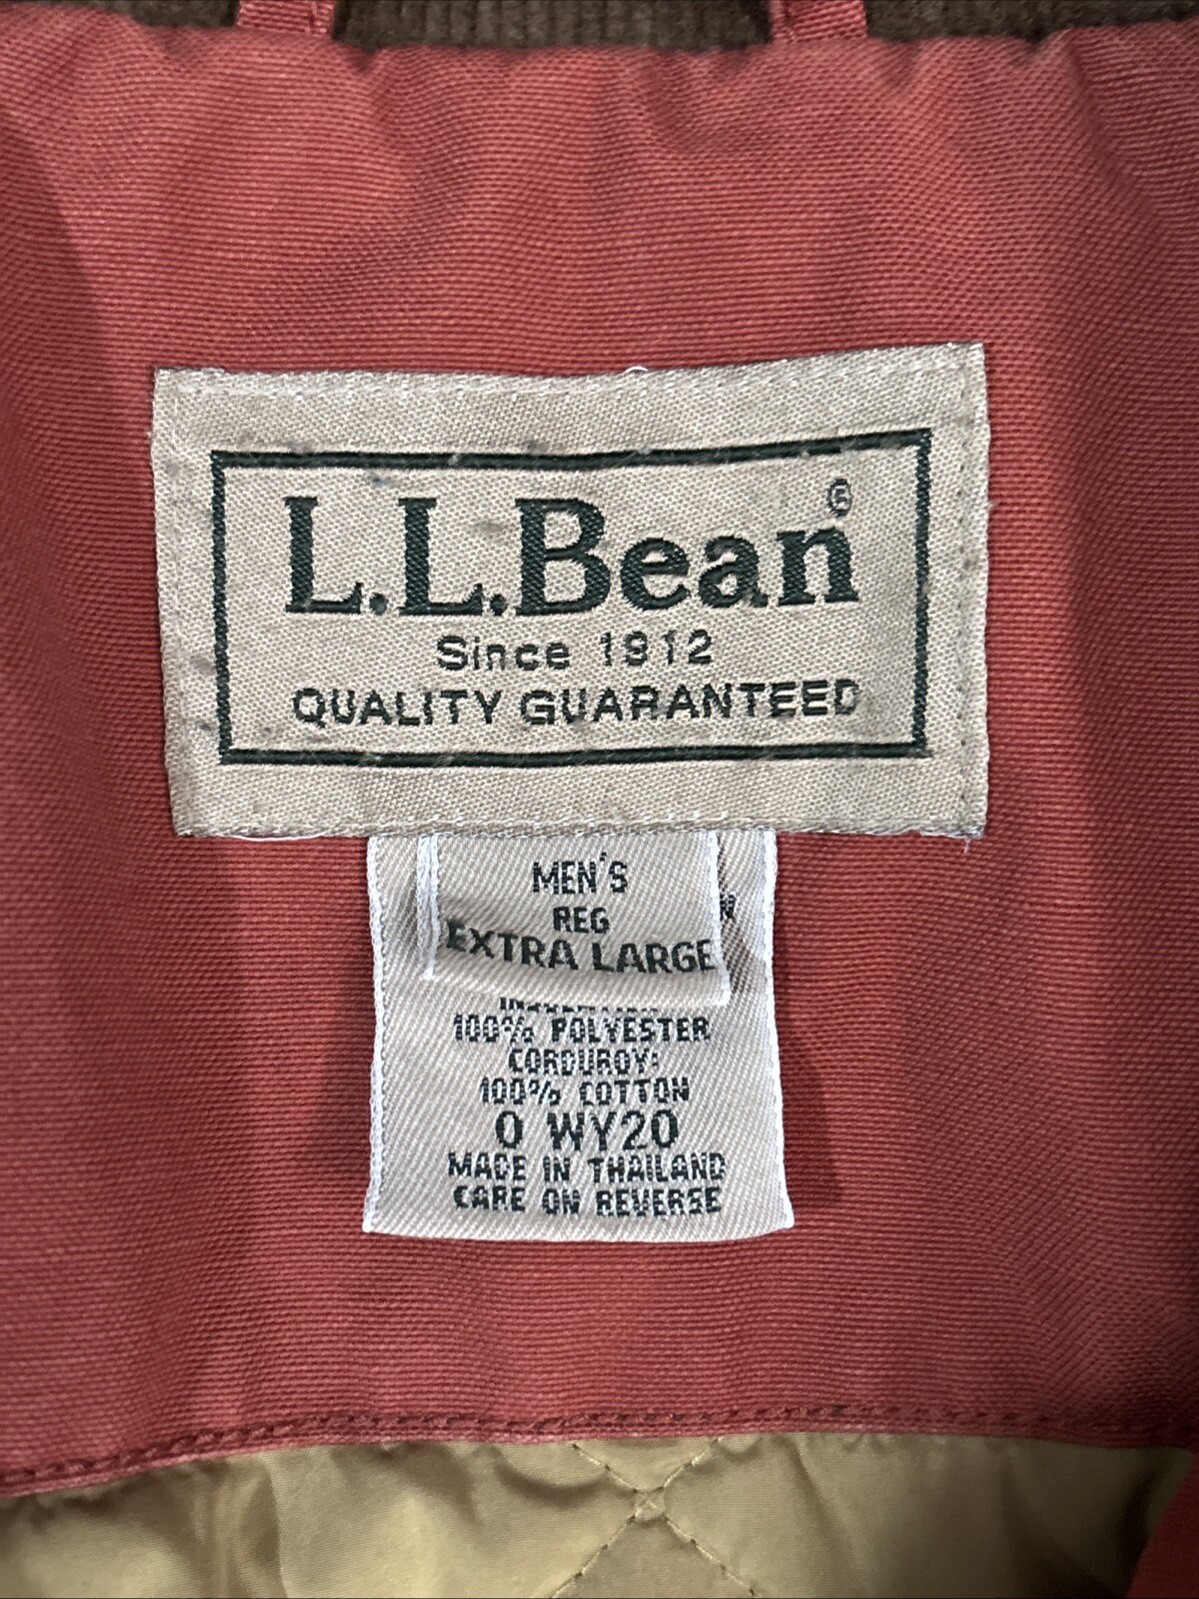 L.L.Bean®
Since 1912
QUALITY GUARANTEED
MEN'S
REG
EXTRA LARGE
100% POLYESTER
CORDUROY:
100% COTTON
0 WY20
MADE IN THAILAND
CARE ON REVERSE